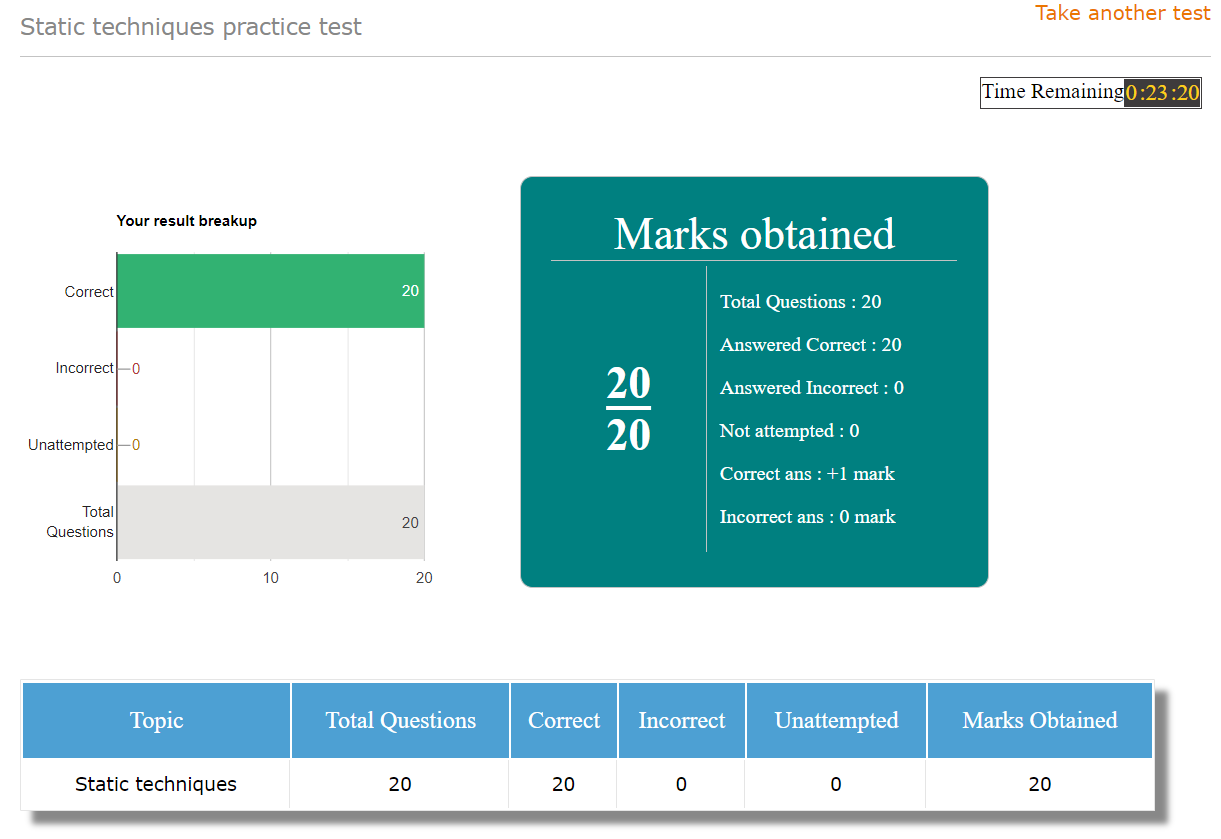 Static techniques practice test
Take another test
Time Remaining 0:23:20
Your result breakup
Correct 20
Incorrect 0
Unattempted 0
Total
Questions 20
0 10 20
Marks obtained
20
20
Total Questions : 20
Answered Correct : 20
Answered Incorrect : 0
Not attempted : 0
Correct ans : +1 mark
Incorrect ans : 0 mark
Topic Total Questions Correct Incorrect Unattempted Marks Obtained
Static techniques 20 20 0 0 20